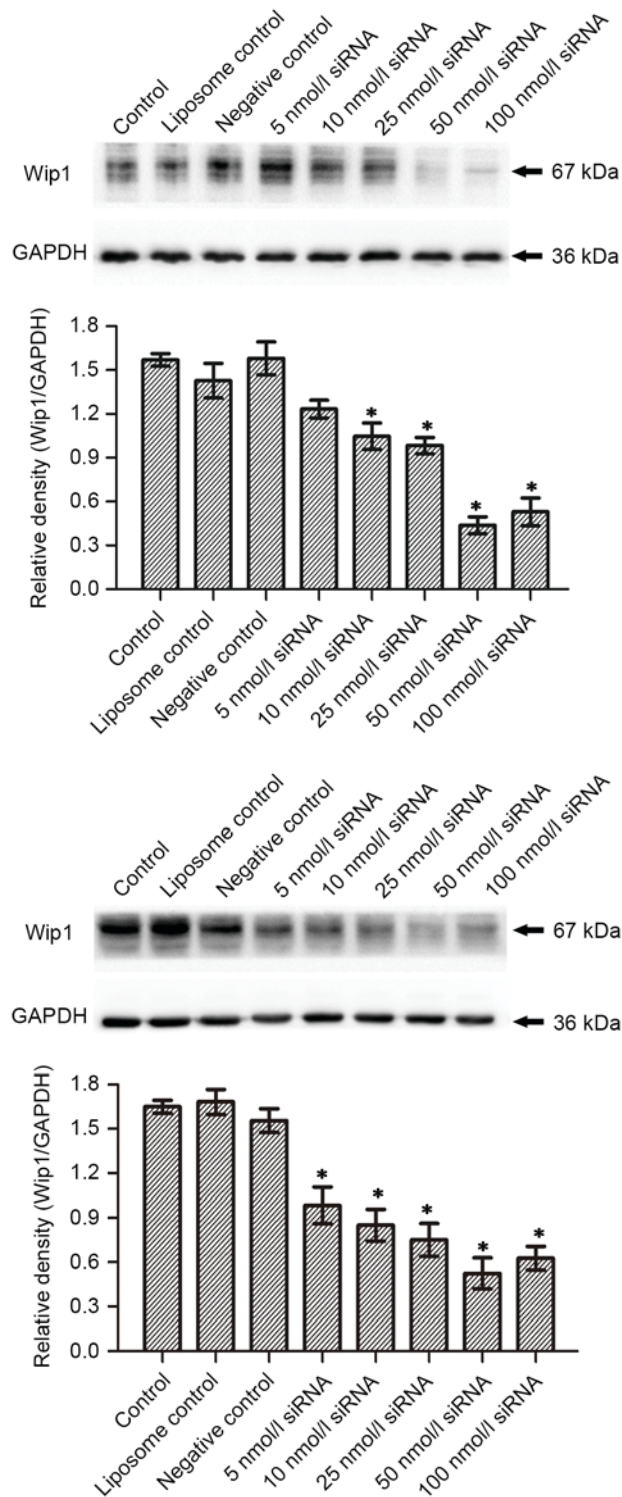 Control
Liposome control
Negative control
5 nmol/l siRNA
10 nmol/l siRNA
25 nmol/l siRNA
50 nmol/l siRNA
100 nmol/l siRNA
Wip1
67 kDa
GAPDH
36 kDa
Relative density (Wip1/GAPDH)
1.8
1.5
1.2
0.9
0.6
0.3
0.0
*
*
*
*
Control
Liposome control
Negative control
5 nmol/l siRNA
10 nmol/l siRNA
25 nmol/l siRNA
50 nmol/l siRNA
100 nmol/l siRNA
Control
Liposome control
Negative control
5 nmol/l siRNA
10 nmol/l siRNA
25 nmol/l siRNA
50 nmol/l siRNA
100 nmol/l siRNA
Wip1
67 kDa
GAPDH
36 kDa
Relative density (Wip1/GAPDH)
1.8
1.5
1.2
0.9
0.6
0.3
0.0
*
*
*
*
*
Control
Liposome control
Negative control
5 nmol/l siRNA
10 nmol/l siRNA
25 nmol/l siRNA
50 nmol/l siRNA
100 nmol/l siRNA